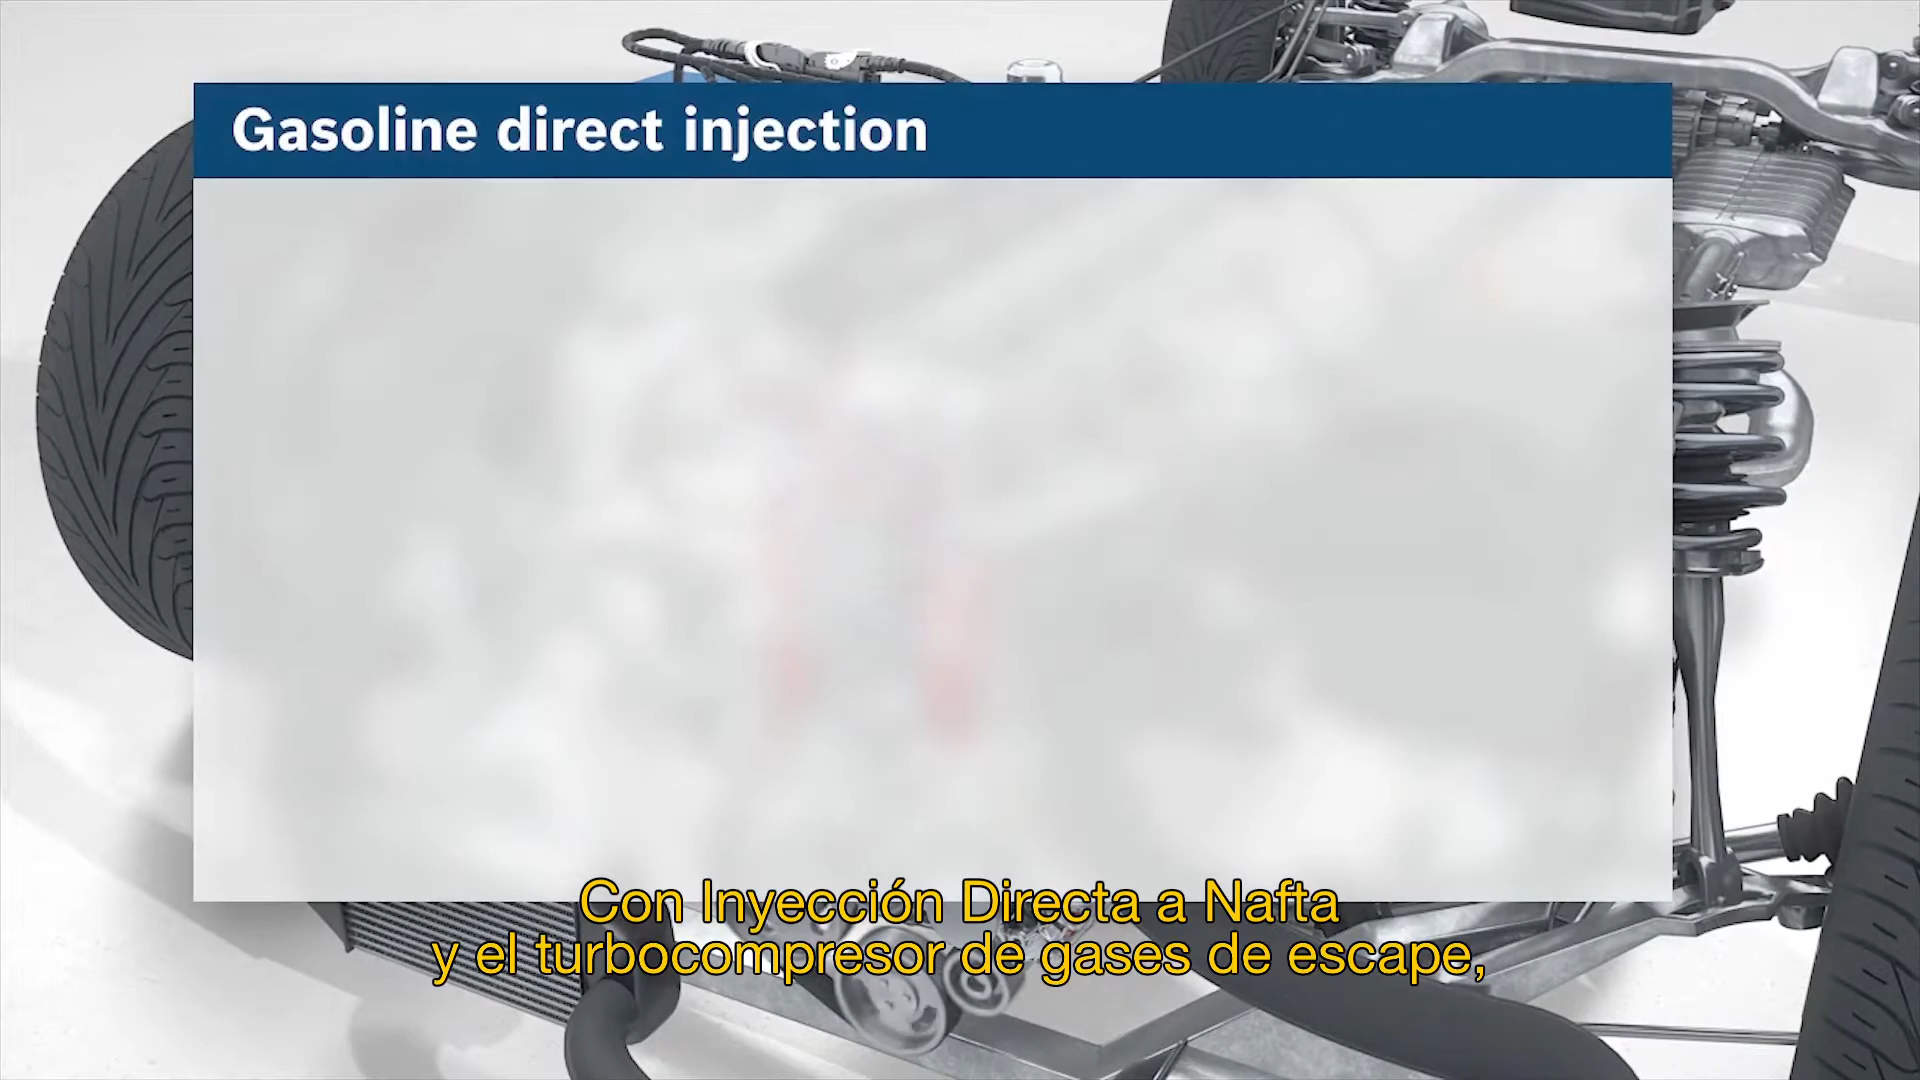 Gasoline direct injection
Con Inyección Directa a Nafta
y el turbocompresor de gases de escape,